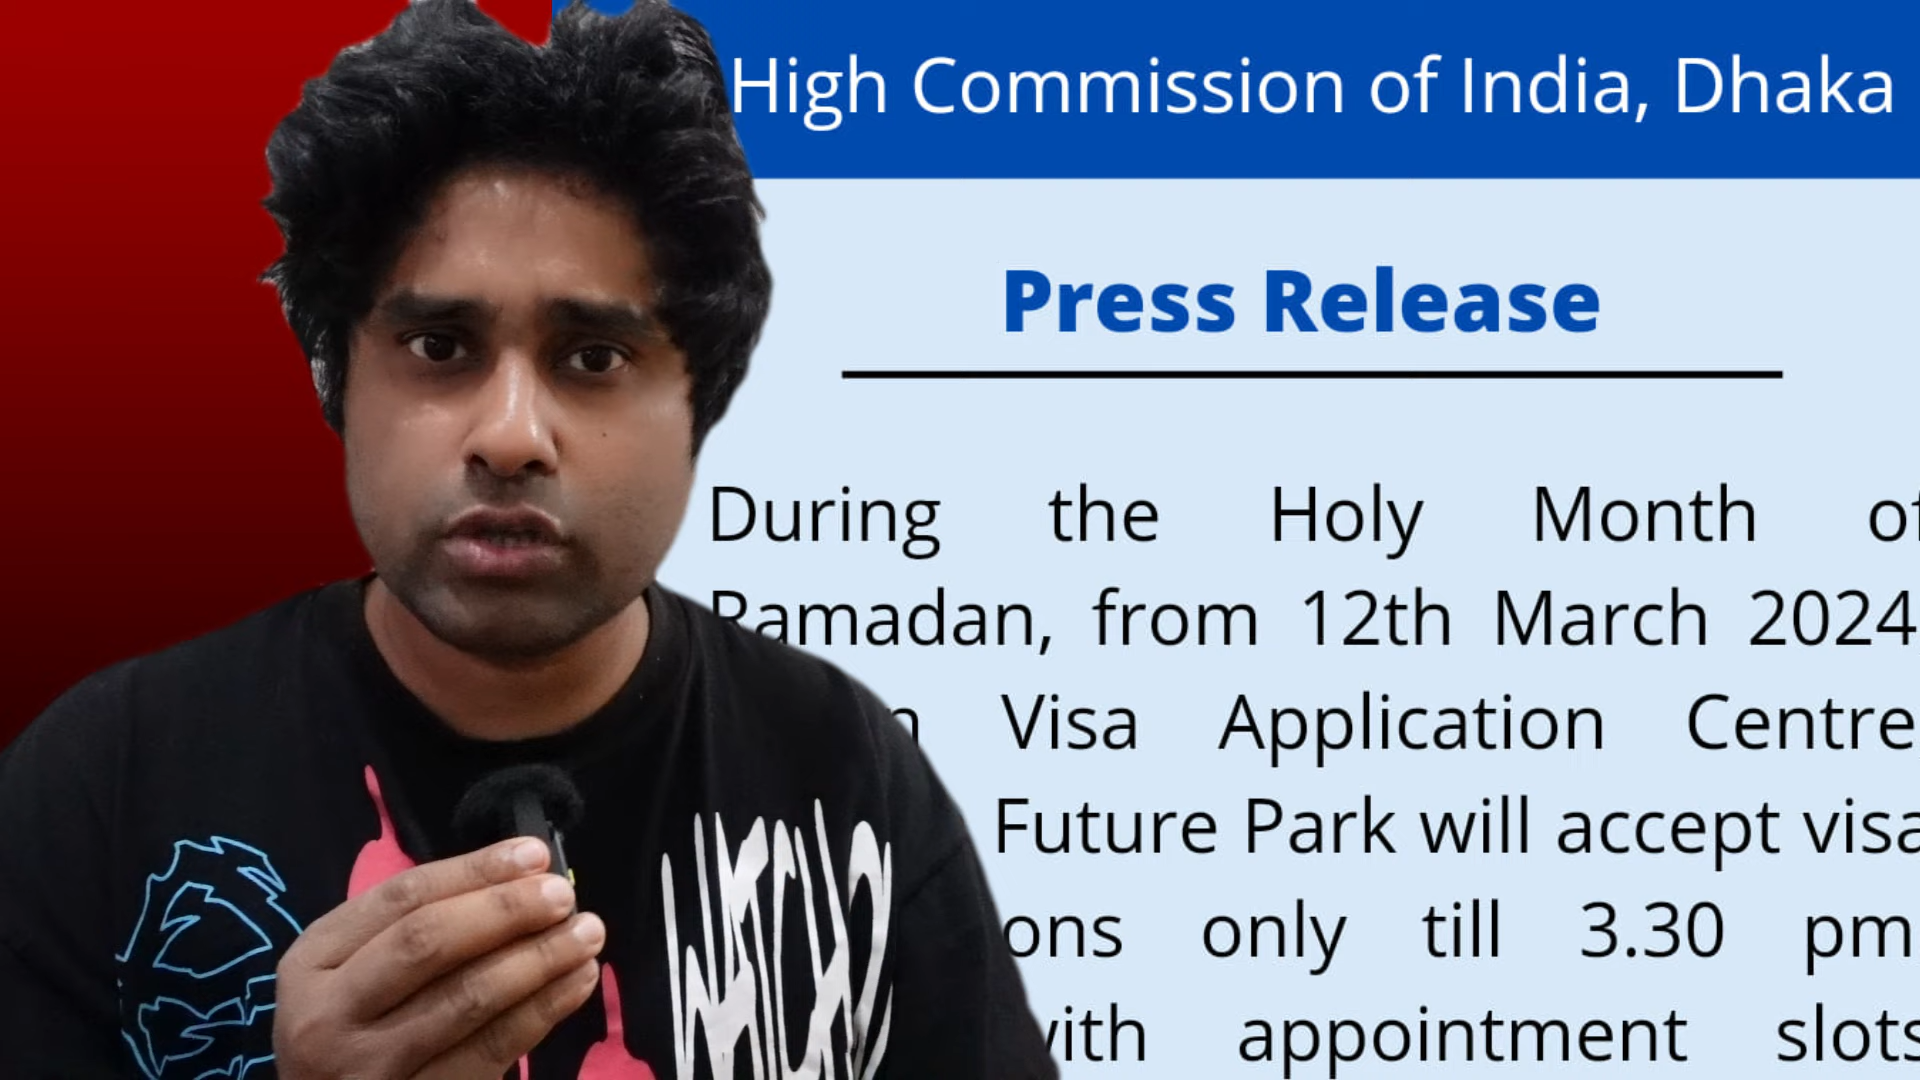 High Commission of India, Dhaka
Press Release
During the Holy Month of
Ramadan, from 12th March 2024,
Visa Application Centre,
Future Park will accept visa
only till 3.30 pm
appointment slots